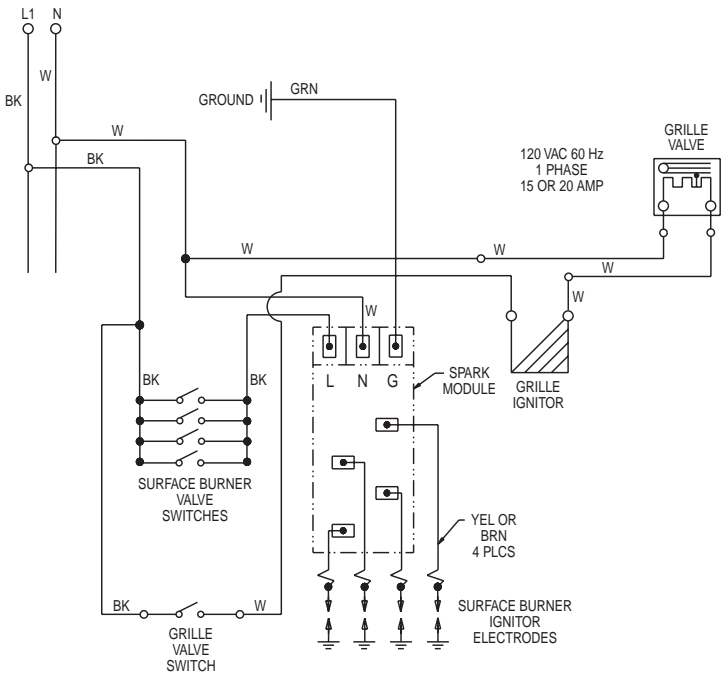 L1 N
W
BK
GROUND
GRN
W
BK
120 VAC 60 Hz
1 PHASE
15 OR 20 AMP
GRILLE
VALVE
W
W
W
W
W
L N G
SPARK
MODULE
GRILLE
IGNITOR
BK
BK
SURFACE BURNER
VALVE
SWITCHES
YEL OR
BRN
4 PLCS
BK
W
GRILLE
VALVE
SWITCH
SURFACE BURNER
IGNITOR
ELECTRODES